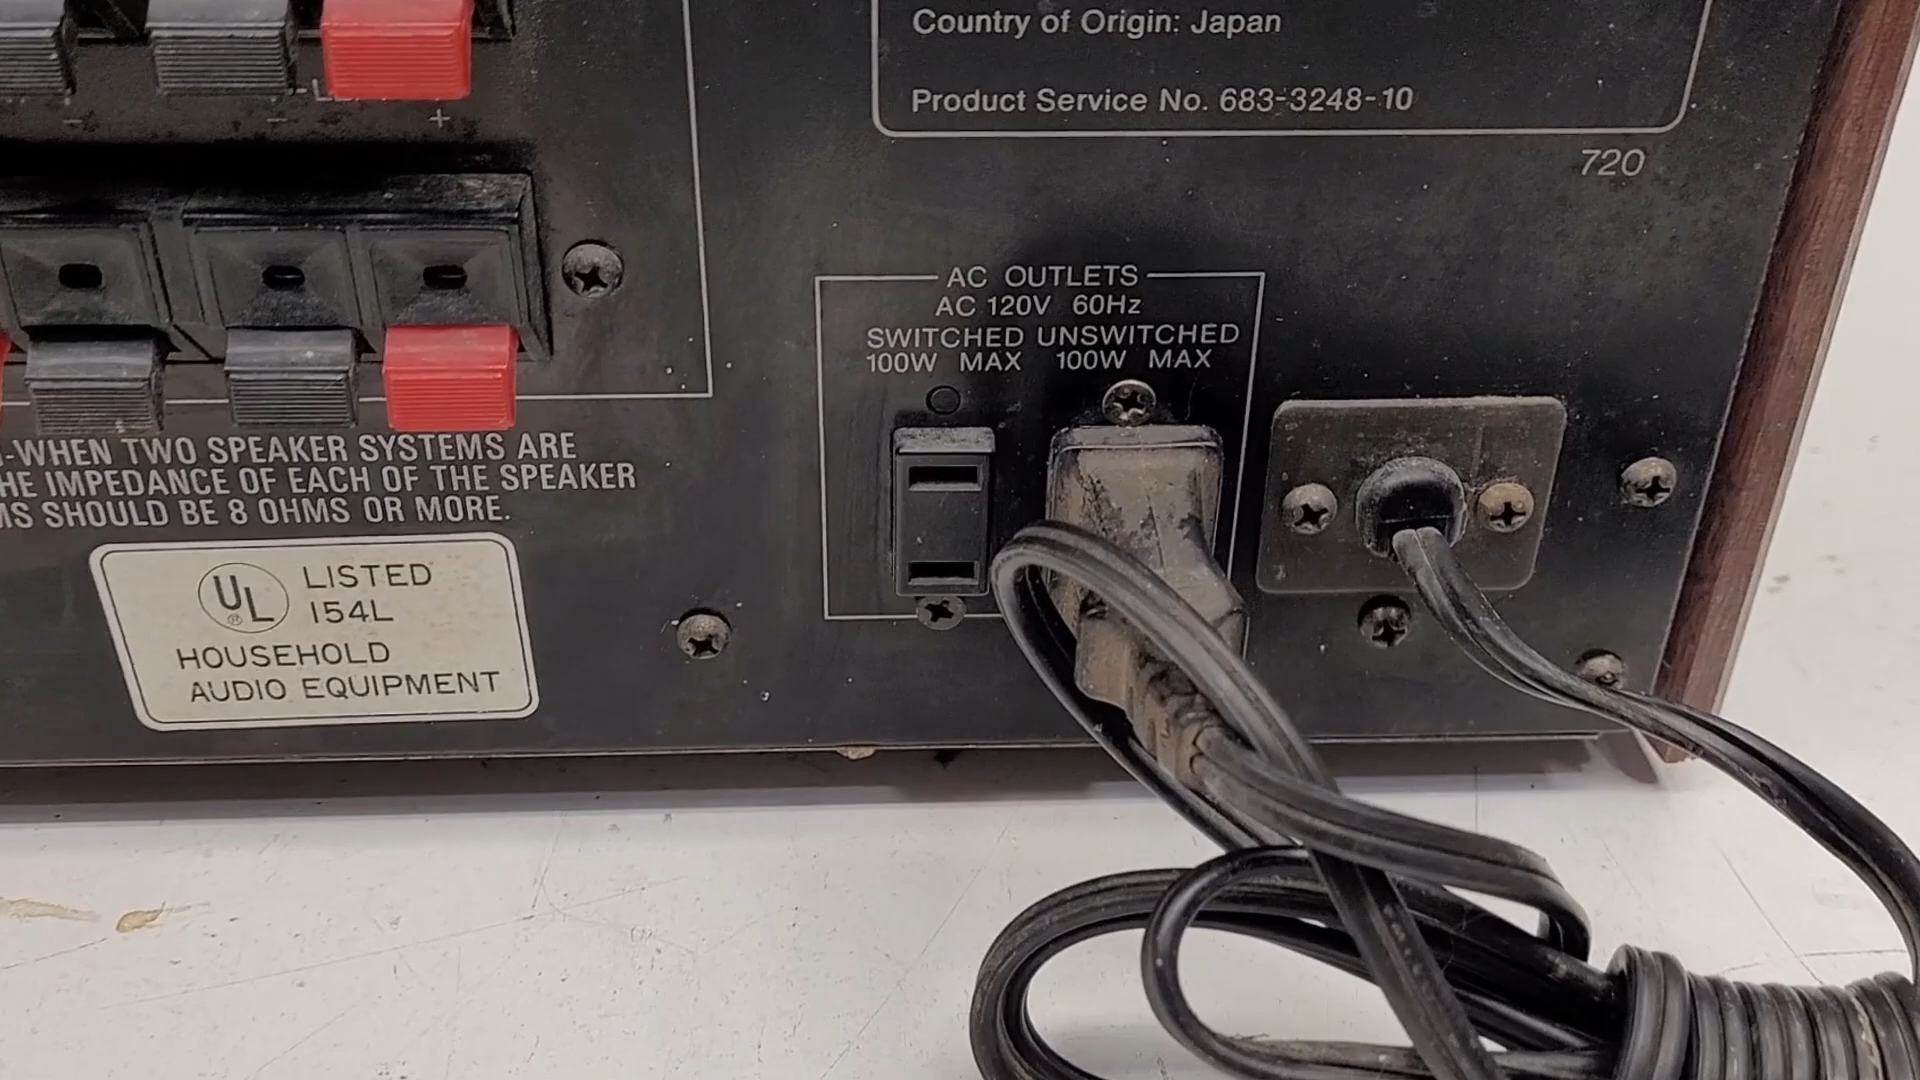 Country of Origin: Japan
Product Service No. 683-3248-10
720
- - +
AC OUTLETS
AC 120V 60Hz
SWITCHED UNSWITCHED
100W MAX 100W MAX
-WHEN TWO SPEAKER SYSTEMS ARE
HE IMPEDANCE OF EACH OF THE SPEAKER
MS SHOULD BE 8 OHMS OR MORE.
UL ® LISTED
154L
HOUSEHOLD
AUDIO EQUIPMENT